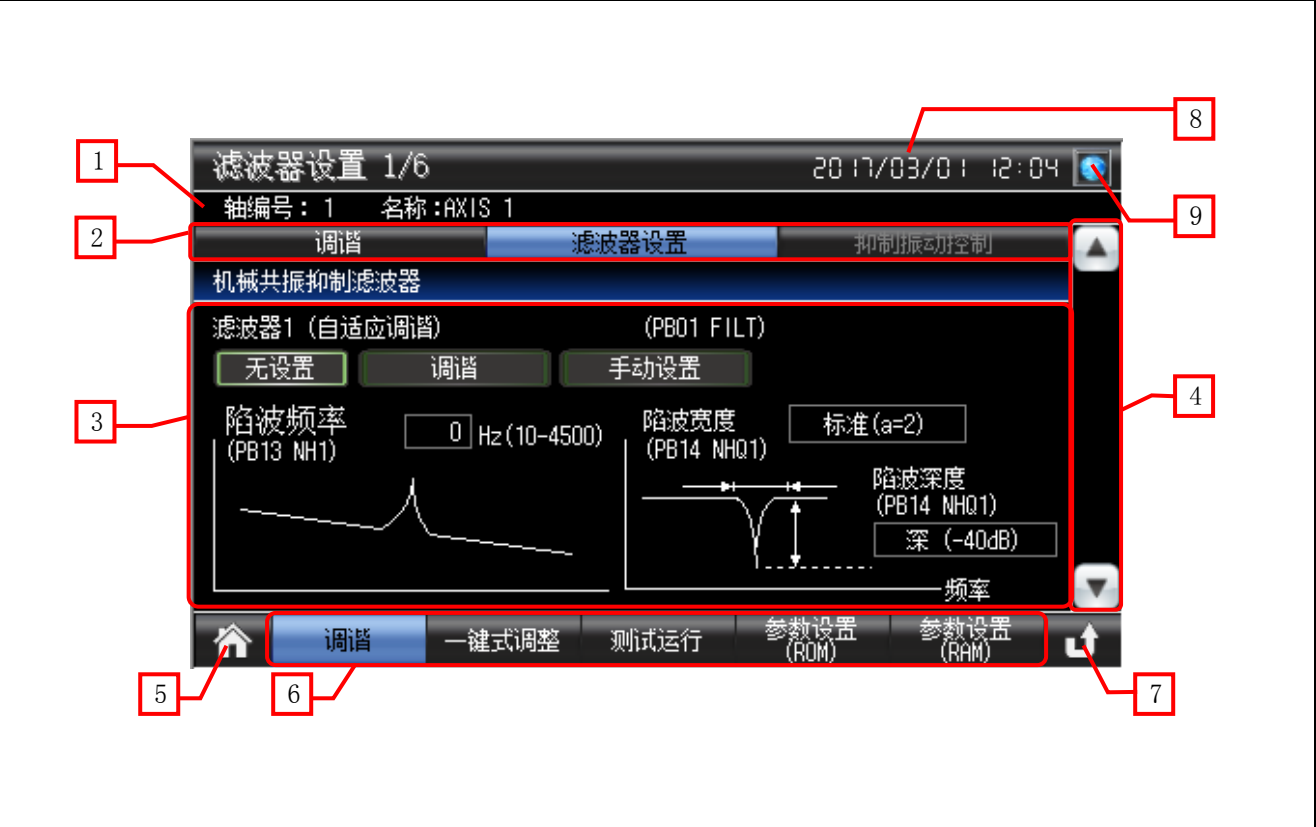 8
1
滤波器设置 1/6
2017/03/01 12:04
轴编号: 1 名称:AXIS 1
9
2
调谐
滤波器设置
抑制振动控制
机械共振抑制滤波器
3
滤波器1 (自适应调谐)
(PB01 FILT)
4
无设置
调谐
手动设置
陷波频率
(PB13 NH1)
0 Hz(10-4500)
陷波宽度
(PB14 NHQ1)
标准(a=2)
陷波深度
(PB14 NHQ1)
深 (-40dB)
频率
调谐
一键式调整
测试运行
参数设置
(ROM)
参数设置
(RAM)
5
6
7